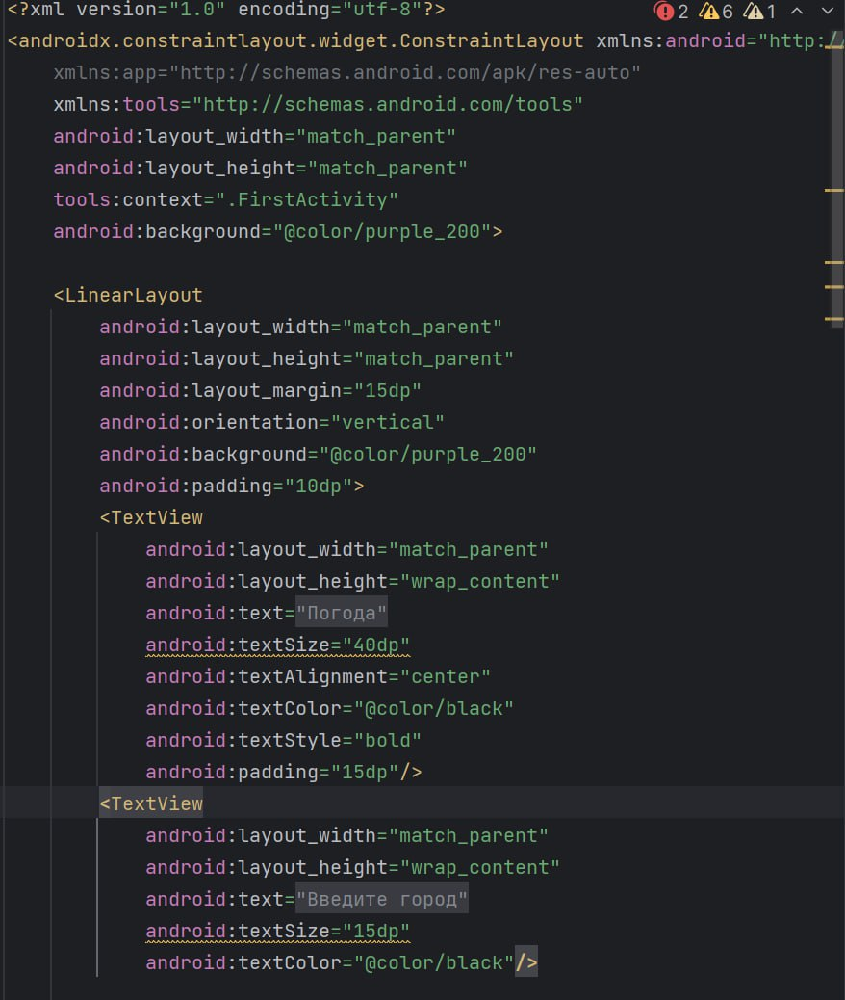 <?xml version="1.0" encoding="utf-8"?> 2 6 1
<androidx.constraintlayout.widget.ConstraintLayout xmlns:android="http://
xmlns:app="http://schemas.android.com/apk/res-auto"
xmlns:tools="http://schemas.android.com/tools"
android:layout_width="match_parent"
android:layout_height="match_parent"
tools:context=".FirstActivity"
android:background="@color/purple_200">
<LinearLayout
android:layout_width="match_parent"
android:layout_height="match_parent"
android:layout_margin="15dp"
android:orientation="vertical"
android:background="@color/purple_200"
android:padding="10dp">
<TextView
android:layout_width="match_parent"
android:layout_height="wrap_content"
android:text="Погода"
android:textSize="40dp"
android:textAlignment="center"
android:textColor="@color/black"
android:textStyle="bold"
android:padding="15dp"/>
<TextView
android:layout_width="match_parent"
android:layout_height="wrap_content"
android:text="Введите город"
android:textSize="15dp"
android:textColor="@color/black"/>